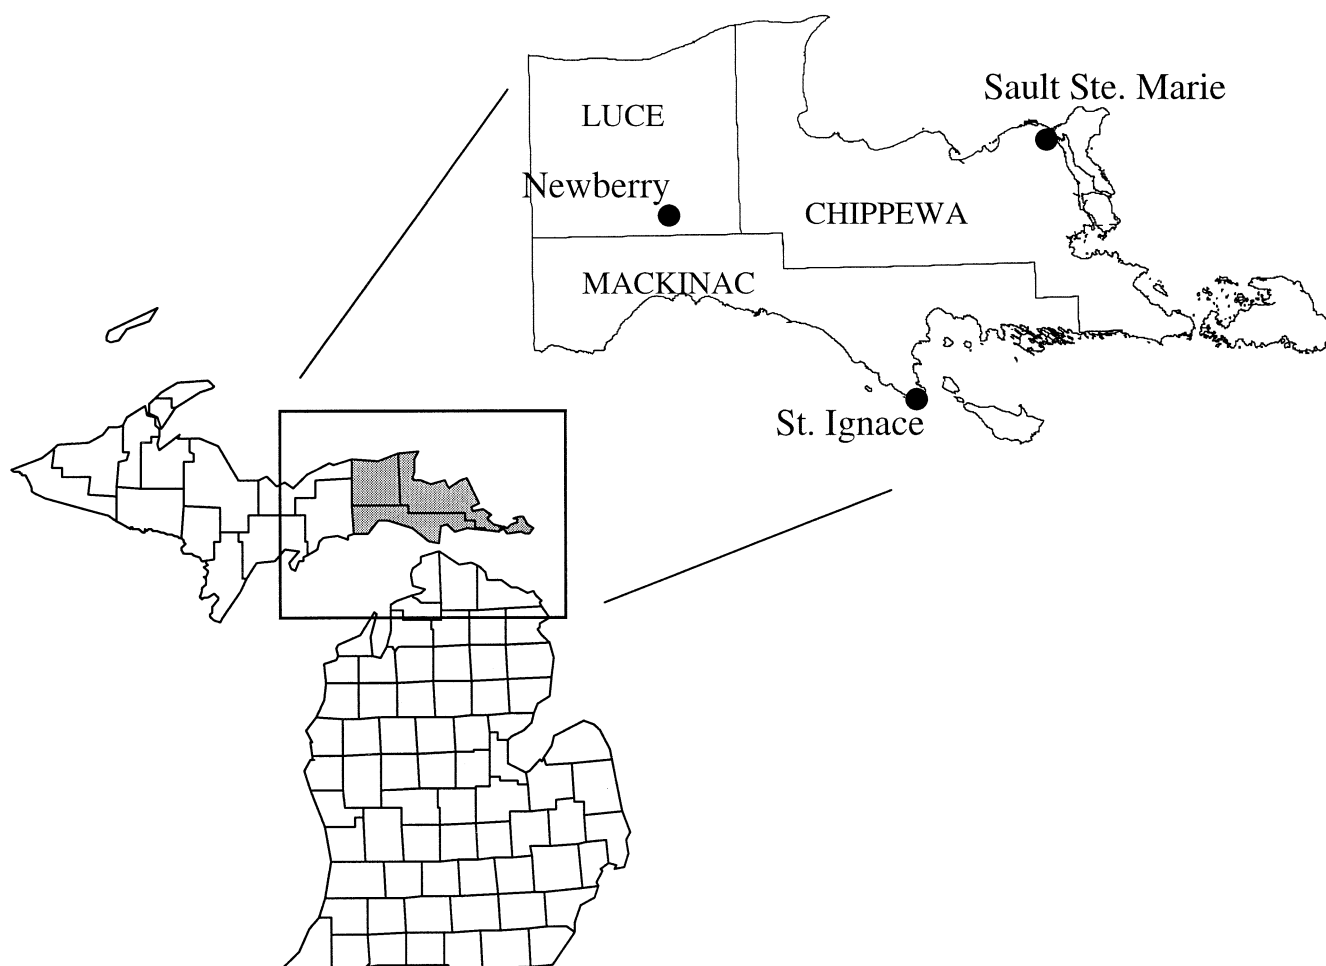 Sault Ste. Marie
LUCE
Newberry
CHIPPEWA
MACKINAC
St. Ignace